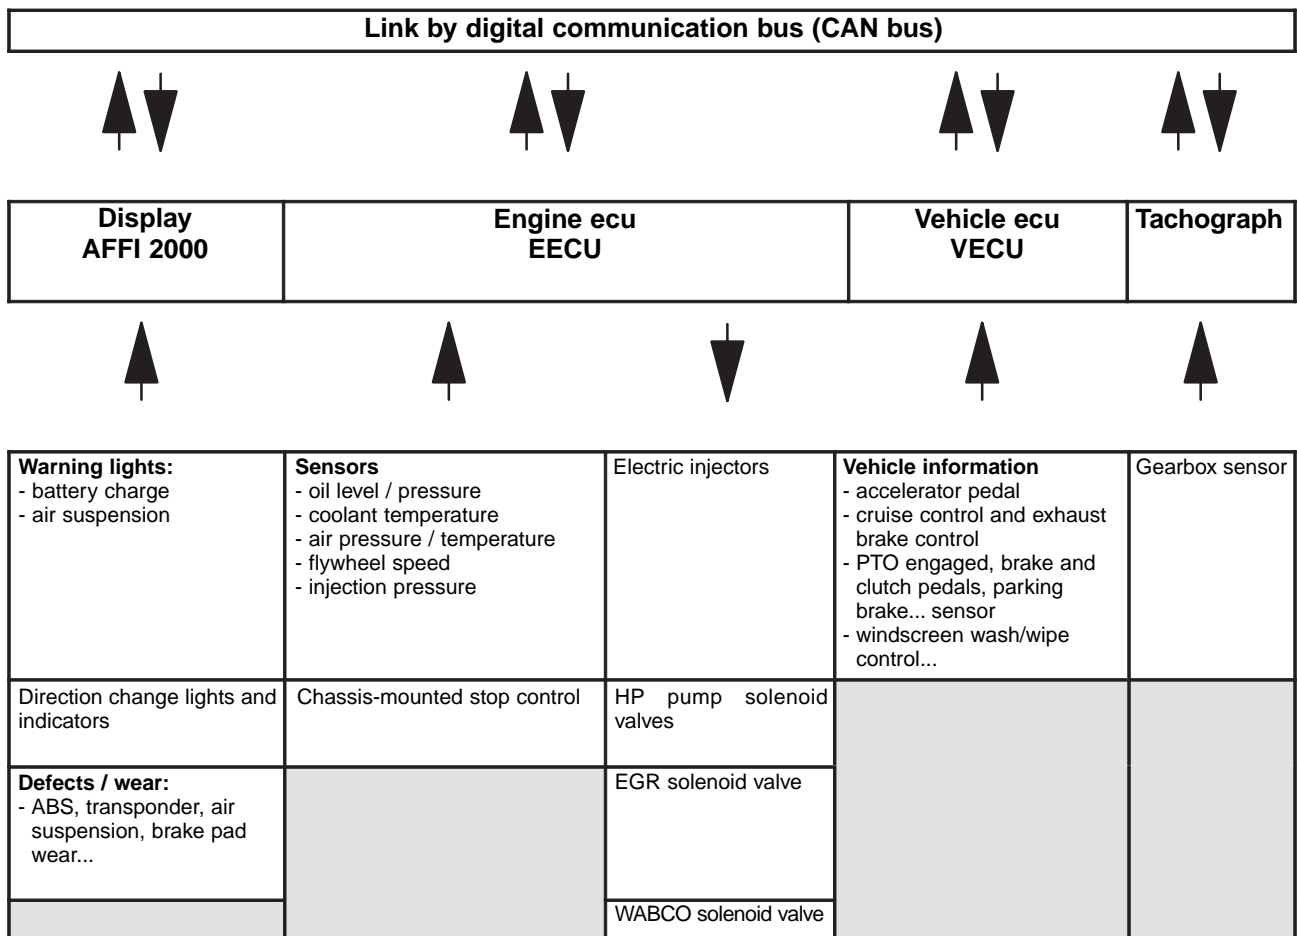 Link by digital communication bus (CAN bus)
Display
AFFI 2000
Engine ecu
EECU
Vehicle ecu
VECU
Tachograph
Warning lights:
- battery charge
- air suspension
Sensors
- oil level / pressure
- coolant temperature
- air pressure / temperature
- flywheel speed
- injection pressure
Electric injectors
Vehicle information
- accelerator pedal
- cruise control and exhaust
brake control
- PTO engaged, brake and
clutch pedals, parking
brake... sensor
- windscreen wash/wipe
control...
Gearbox sensor
Direction change lights and
indicators
Chassis-mounted stop control
HP pump solenoid
valves
Defects / wear:
- ABS, transponder, air
suspension, brake pad
wear...
EGR solenoid valve
WABCO solenoid valve